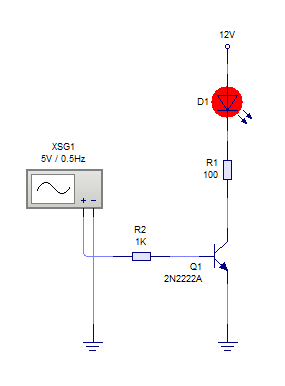 12V
D1
XSG1
5V / 0.5Hz
R1
100
+ −
R2
1K
Q1
2N2222A